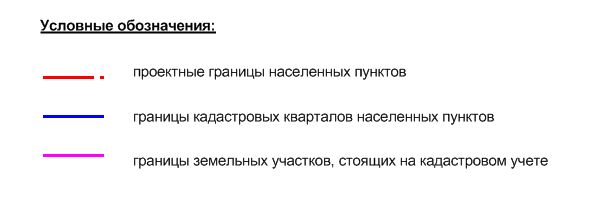 Условные обозначения:
проектные границы населенных пунктов
границы кадастровых кварталов населенных пунктов
границы земельных участков, стоящих на кадастровом учете